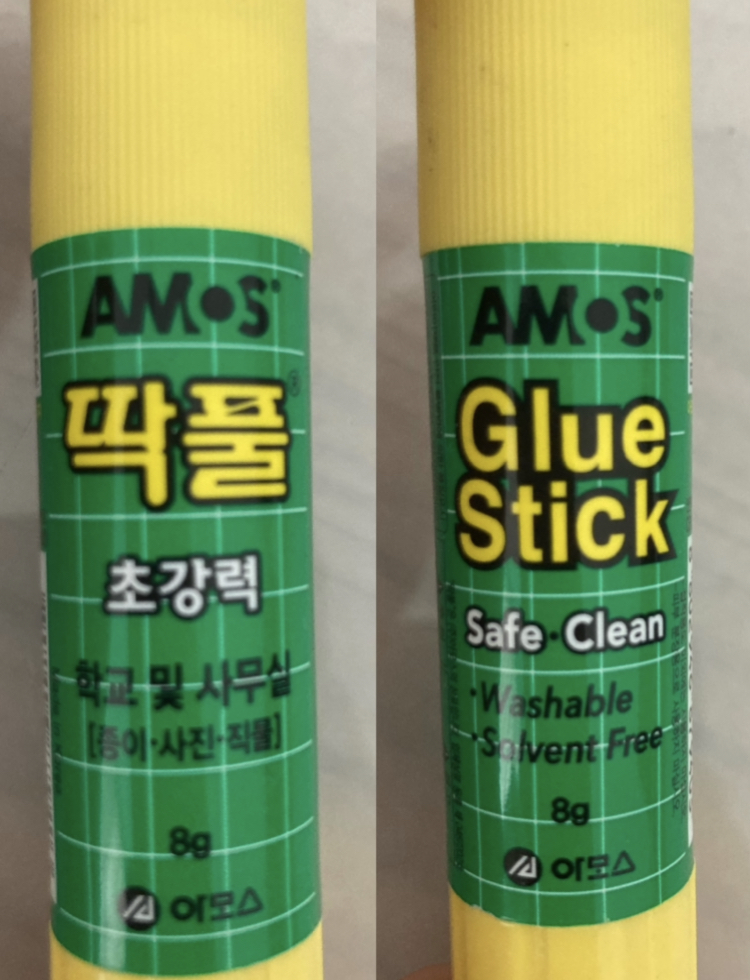 AMOS
딱풀®
초강력
학교 및 사무실
[종이·사진·직물]
8g
아모스
AMOS
Glue
Stick
Safe·Clean
·Washable
·Solvent Free
8g
아모스